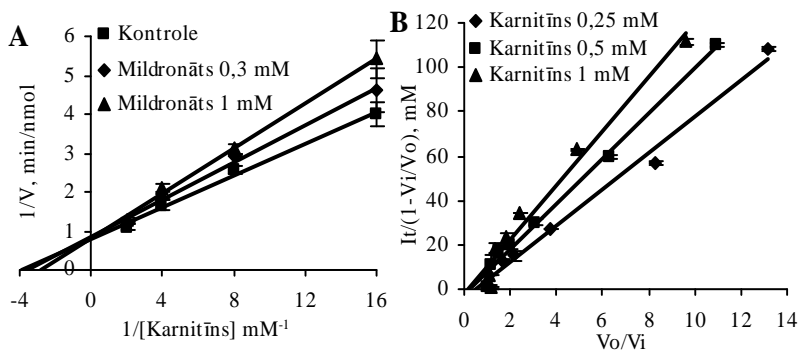 A
Kontrole
Mildronāts 0,3 mM
Mildronāts 1 mM
1/V, min/nmol
6
5
4
3
2
1
0
-4 0 4 8 12 16
1/[Karnitīns] mM⁻¹
B
Karnitīns 0,25 mM
Karnitīns 0,5 mM
Karnitīns 1 mM
It/(1-Vi/Vo), mM
120
100
80
60
40
20
0
0 2 4 6 8 10 12 14
Vo/Vi